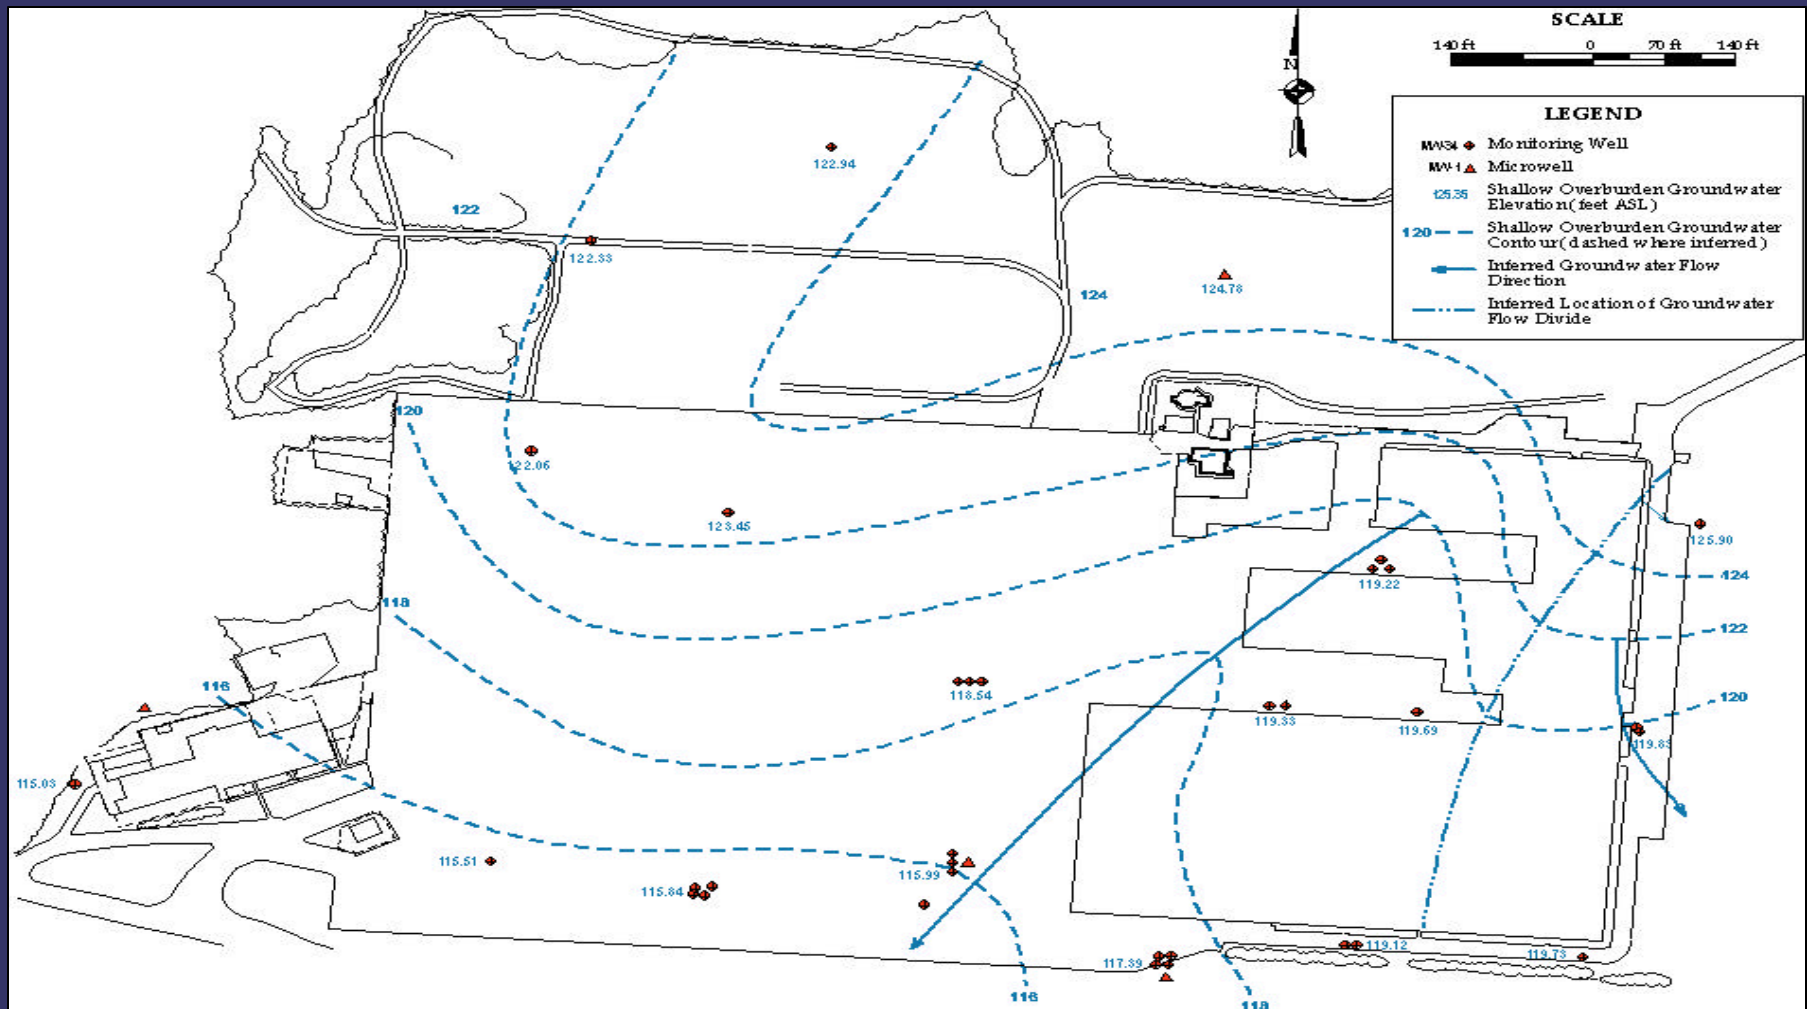 SCALE
140 ft 0 70 ft 140 ft
N
LEGEND
Monitoring Well
Microwell
125.35 Shallow Overburden Groundwater
Elevation (feet ASL)
120 Shallow Overburden Groundwater
Contour (dashed where inferred)
Inferred Groundwater Flow
Direction
Inferred Location of Groundwater
Flow Divide
122.94
122
122.33
124
124.78
120
122.06
123.45
125.90
124
119.22
118
122
116
118.54
120
119.33
119.69
119.83
115.03
115.51
115.99
115.84
119.12
119.73
117.39
116
118